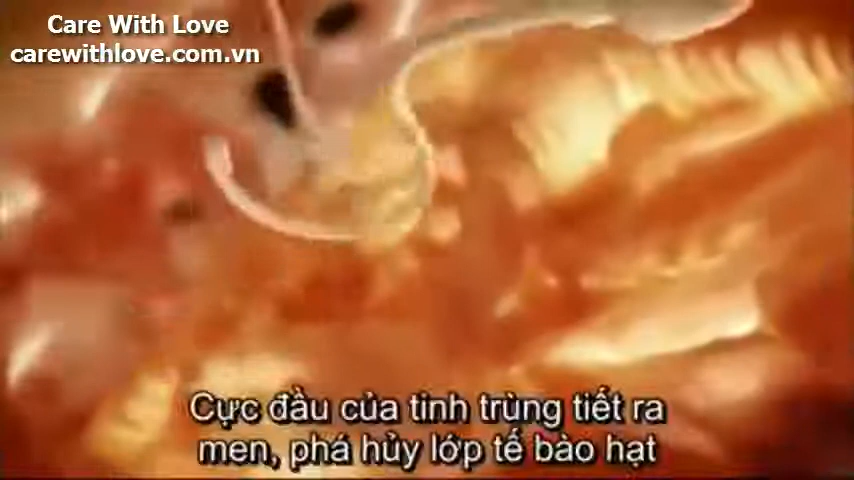 Care With Love
carewithlove.com.vn
Cực đầu của tinh trùng tiết ra
men, phá hủy lớp tế bào hạt